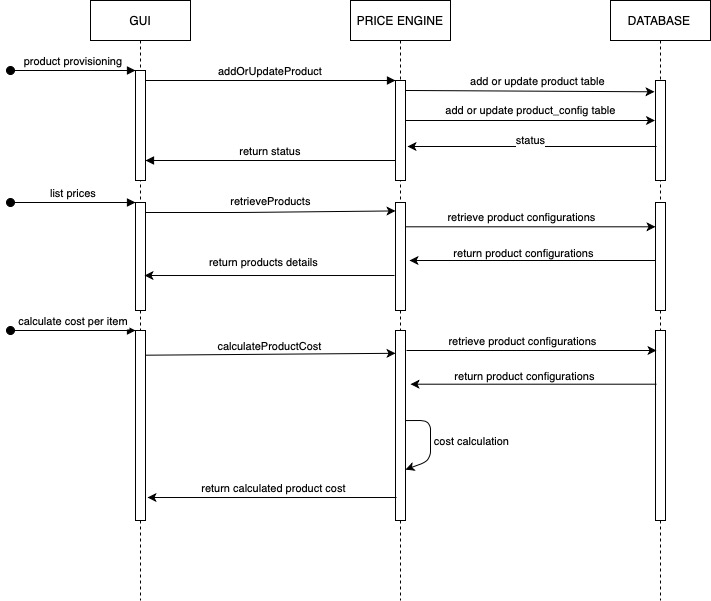 GUI
PRICE ENGINE
DATABASE
product provisioning
addOrUpdateProduct
add or update product table
add or update product_config table
status
return status
list prices
retrieveProducts
retrieve product configurations
return product configurations
return products details
calculate cost per item
calculateProductCost
retrieve product configurations
return product configurations
cost calculation
return calculated product cost